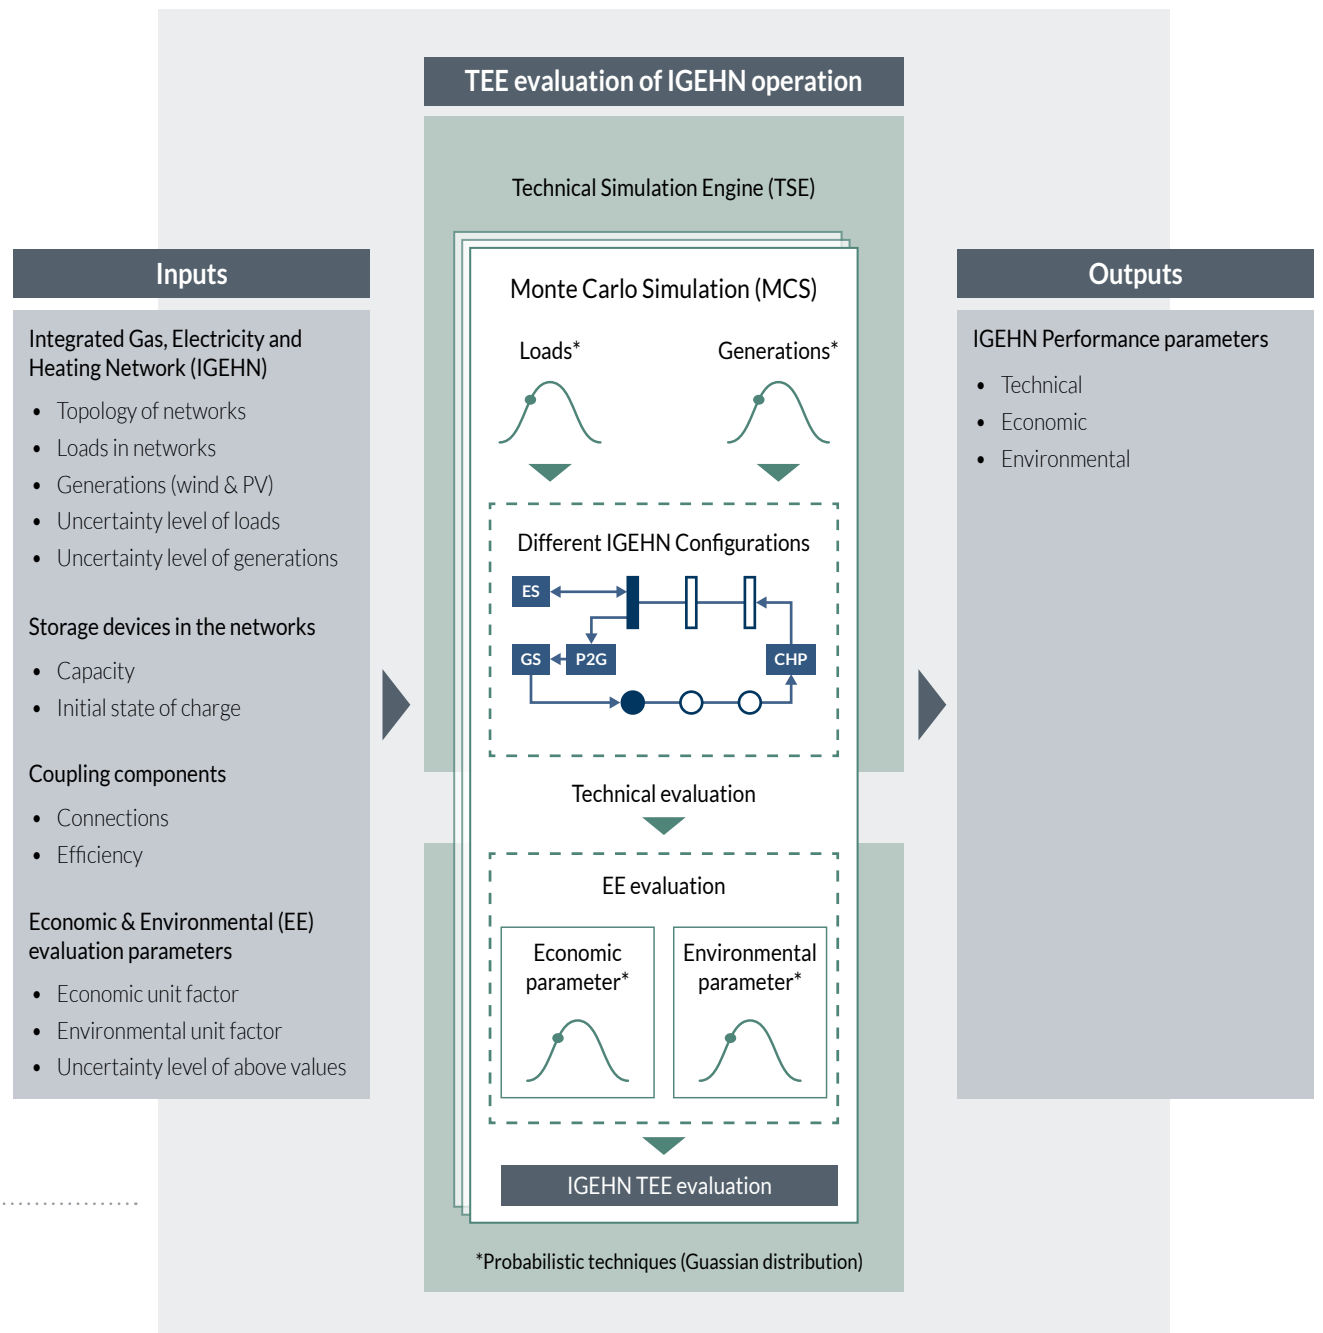 TEE evaluation of IGEHN operation
Inputs
Integrated Gas, Electricity and
Heating Network (IGEHN)
• Topology of networks
• Loads in networks
• Generations (wind & PV)
• Uncertainty level of loads
• Uncertainty level of generations
Storage devices in the networks
• Capacity
• Initial state of charge
Coupling components
• Connections
• Efficiency
Economic & Environmental (EE)
evaluation parameters
• Economic unit factor
• Environmental unit factor
• Uncertainty level of above values
Technical Simulation Engine (TSE)
Monte Carlo Simulation (MCS)
Loads*
Generations*
Different IGEHN Configurations
ES
GS
P2G
CHP
Technical evaluation
EE evaluation
Economic
parameter*
Environmental
parameter*
IGEHN TEE evaluation
*Probabilistic techniques (Guassian distribution)
Outputs
IGEHN Performance parameters
• Technical
• Economic
• Environmental